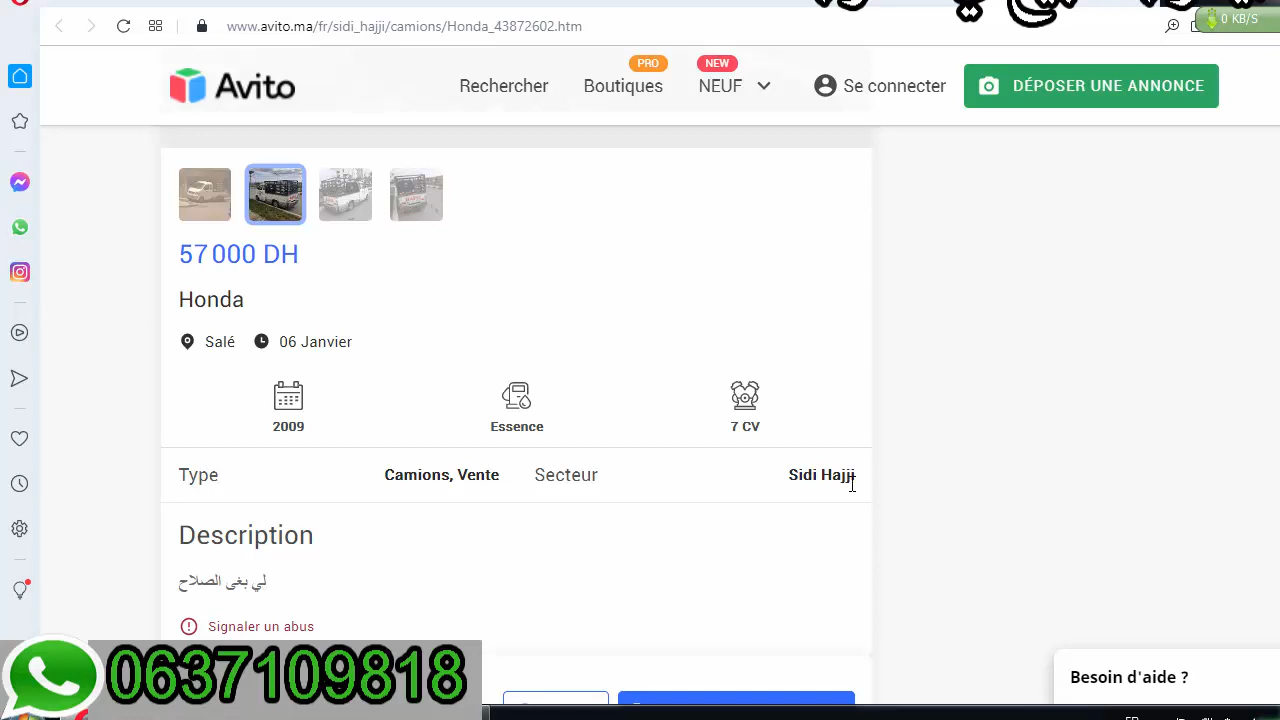 www.avito.ma/fr/sidi_hajji/camions/Honda_43872602.htm
0 KB/S
Avito
Rechercher
PRO
Boutiques
NEW
NEUF
Se connecter
DÉPOSER UNE ANNONCE
57 000 DH
Honda
Salé 06 Janvier
2009 Essence 7 CV
Type Camions, Vente Secteur Sidi Hajji
Description
لي بغى الصلاح
Signaler un abus
0637109818
Besoin d'aide ?